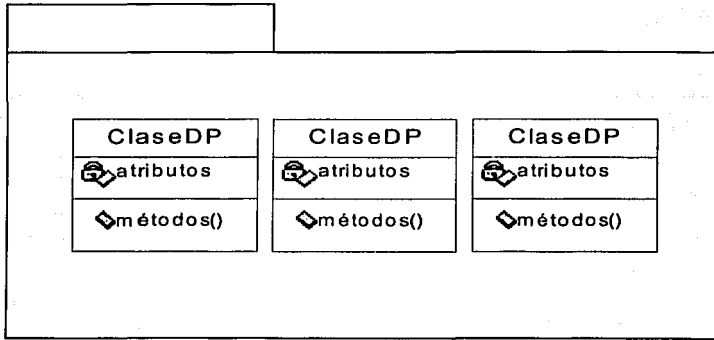 ClaseDP ClaseDP ClaseDP
atributos atributos atributos
métodos() métodos() métodos()